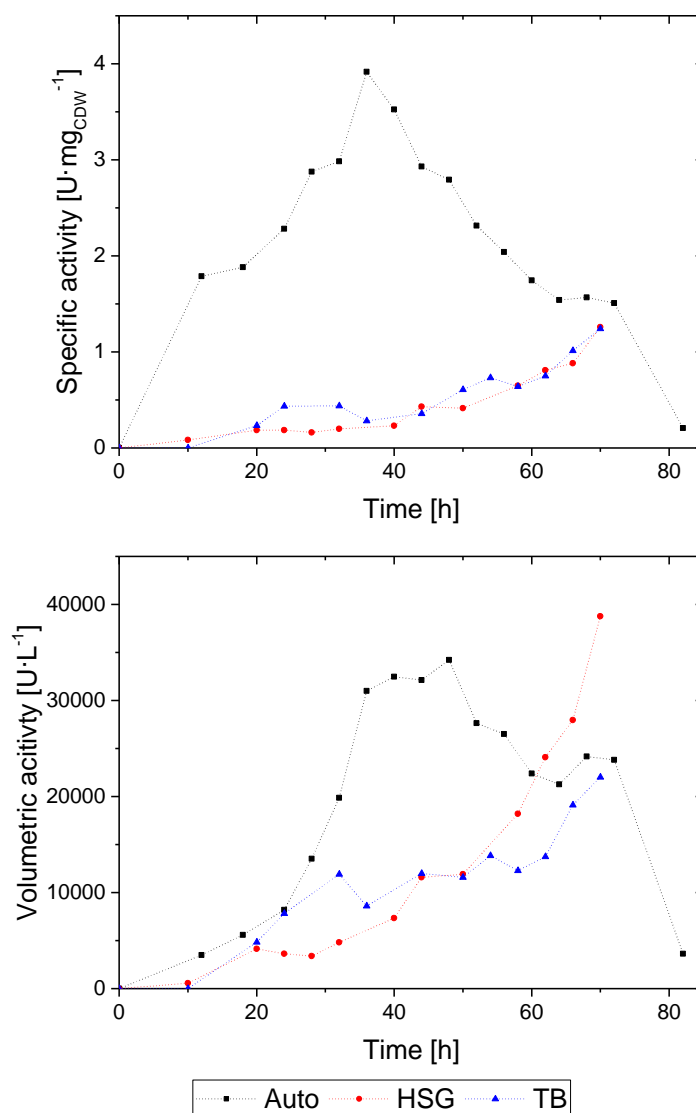 Specific activity [U·mg_CDW^-1]
4
3
2
1
0
0 20 40 60 80
Time [h]
Volumetric acitivty [U·L^-1]
40000
30000
20000
10000
0
0 20 40 60 80
Time [h]
Auto HSG TB